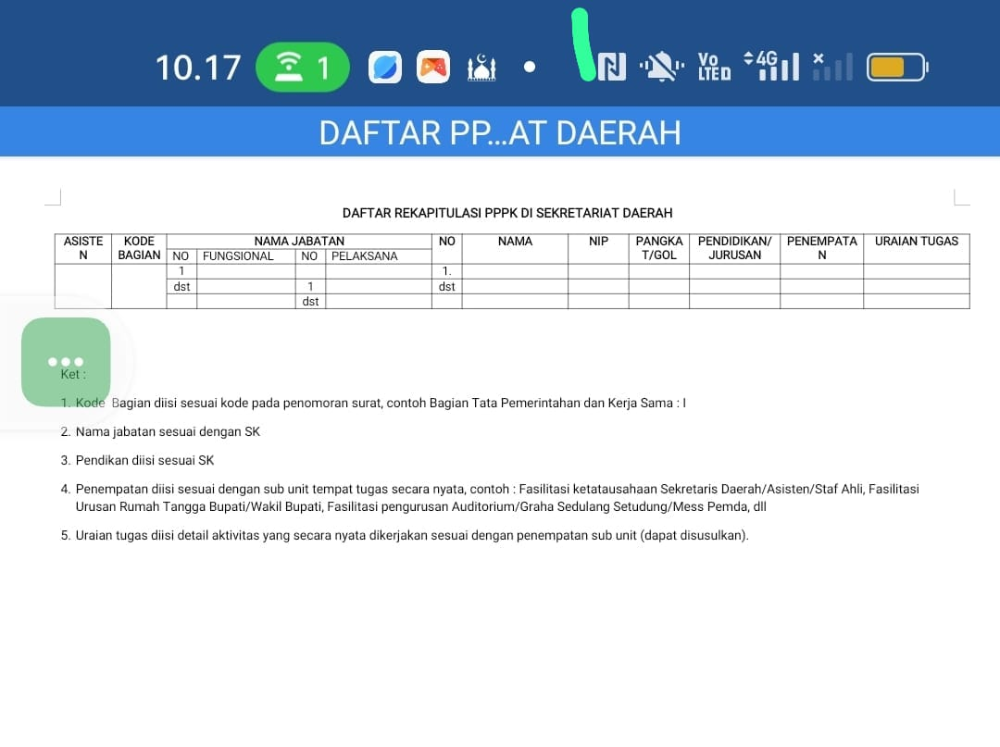 10.17 1 Vo LTED 4G
DAFTAR PP...AT DAERAH
DAFTAR REKAPITULASI PPPK DI SEKRETARIAT DAERAH
ASISTE N KODE BAGIAN NAMA JABATAN NO NAMA NIP PANGKA T/GOL PENDIDIKAN/ JURUSAN PENEMPATA N URAIAN TUGAS
NO FUNGSIONAL NO PELAKSANA
1 1.
dst 1 dst
dst
Ket :
1. Kode Bagian diisi sesuai kode pada penomoran surat, contoh Bagian Tata Pemerintahan dan Kerja Sama : I
2. Nama jabatan sesuai dengan SK
3. Pendikan diisi sesuai SK
4. Penempatan diisi sesuai dengan sub unit tempat tugas secara nyata, contoh : Fasilitasi ketatausahaan Sekretaris Daerah/Asisten/Staf Ahli, Fasilitasi
Urusan Rumah Tangga Bupati/Wakil Bupati, Fasilitasi pengurusan Auditorium/Graha Sedulang Setudung/Mess Pemda, dll
5. Uraian tugas diisi detail aktivitas yang secara nyata dikerjakan sesuai dengan penempatan sub unit (dapat disusulkan).